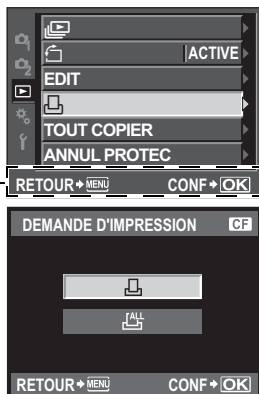 ACTIVE
EDIT
TOUT COPIER
ANNUL PROTEC
RETOUR MENU CONF OK
DEMANDE D'IMPRESSION CF
ALL
RETOUR MENU CONF OK